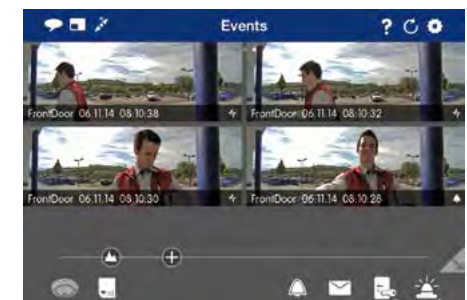 Events ?
FrontDoor 06.11.14 08:10:38
FrontDoor 06.11.14 08:10:32
FrontDoor 06.11.14 08:10:30
FrontDoor 06.11.14 08:10:28